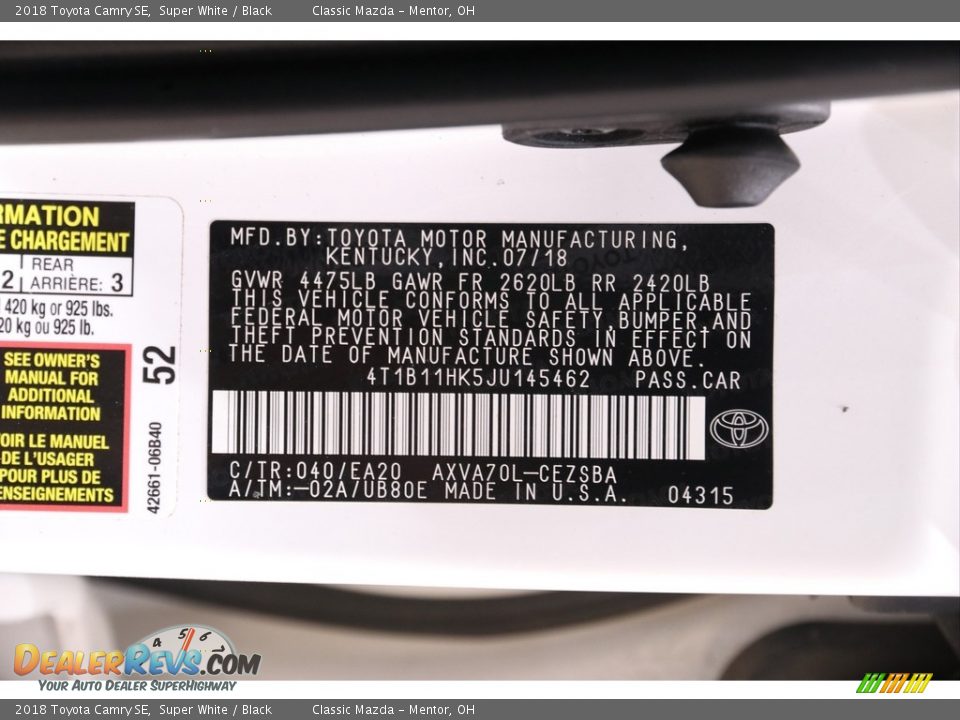 2018 Toyota Camry SE, Super White / Black Classic Mazda - Mentor, OH
RMATION
E CHARGEMENT
2 REAR
ARRIÈRE: 3
420 kg or 925 lbs.
20 kg ou 925 lb.
SEE OWNER'S
MANUAL FOR
ADDITIONAL
INFORMATION
OIR LE MANUEL
DE L'USAGER
POUR PLUS DE
ENSEIGNEMENTS
52
42661-06B40
MFD.BY:TOYOTA MOTOR MANUFACTURING,
KENTUCKY,INC.07/18
GVWR 4475LB GAWR FR 2620LB RR 2420LB
THIS VEHICLE CONFORMS TO ALL APPLICABLE
FEDERAL MOTOR VEHICLE SAFETY,BUMPER,AND
THEFT PREVENTION STANDARDS IN EFFECT ON
THE DATE OF MANUFACTURE SHOWN ABOVE.
4T1B11HK5JU145462 PASS.CAR
C/TR:040/EA20 AXVA70L-CEZSBA
A/TM:-02A/UB80E MADE IN U.S.A. 04315
4 5 6 7
DEALERREVS.COM
YOUR AUTO DEALER SUPERHIGHWAY
2018 Toyota Camry SE, Super White / Black Classic Mazda - Mentor, OH